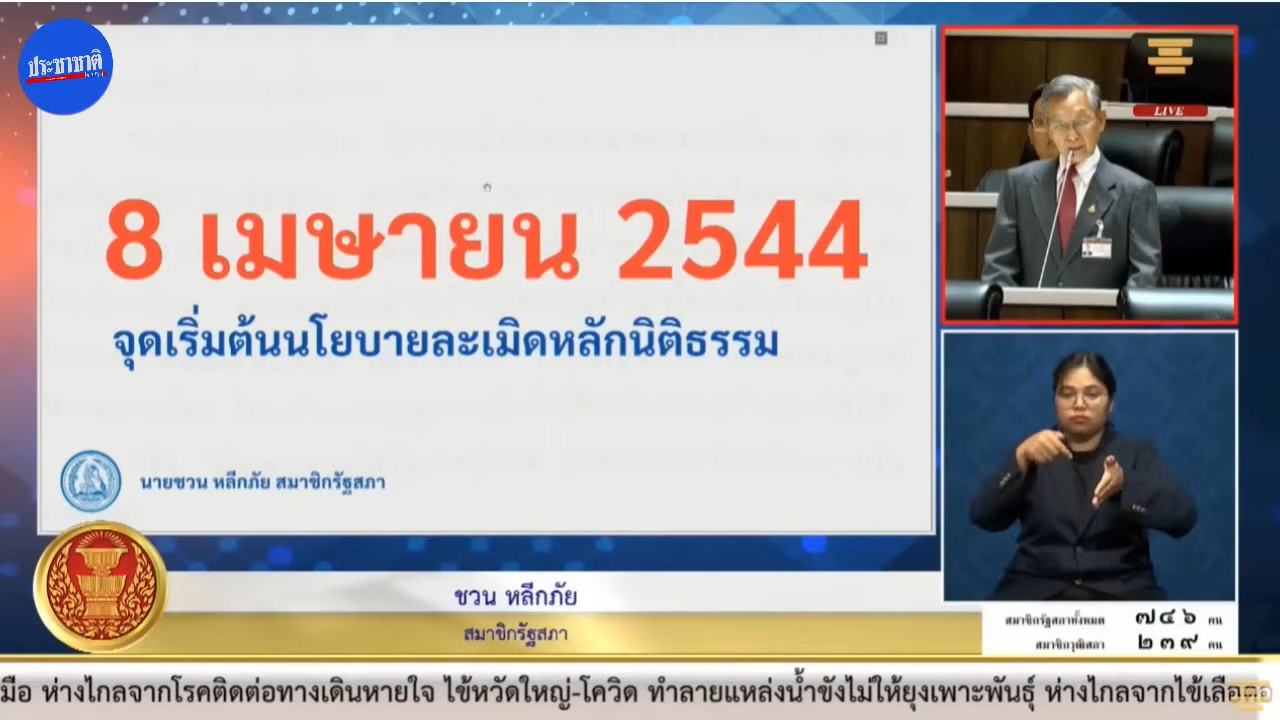 ประชาชาติ
LIVE
8 เมษายน 2544
จุดเริ่มต้นนโยบายละเมิดหลักนิติธรรม
นายชวน หลีกภัย สมาชิกรัฐสภา
ชวน หลีกภัย
สมาชิกรัฐสภา
สมาชิกรัฐสภาทั้งหมด ๗๔๖ คน
สมาชิกวุฒิสภา ๒๓๙ คน
มือ ห่างไกลจากโรคติดต่อทางเดินหายใจ ไข้หวัดใหญ่-โควิด ทำลายแหล่งน้ำขังไม่ให้ยุงเพาะพันธุ์ ห่างไกลจากไข้เลือดออ